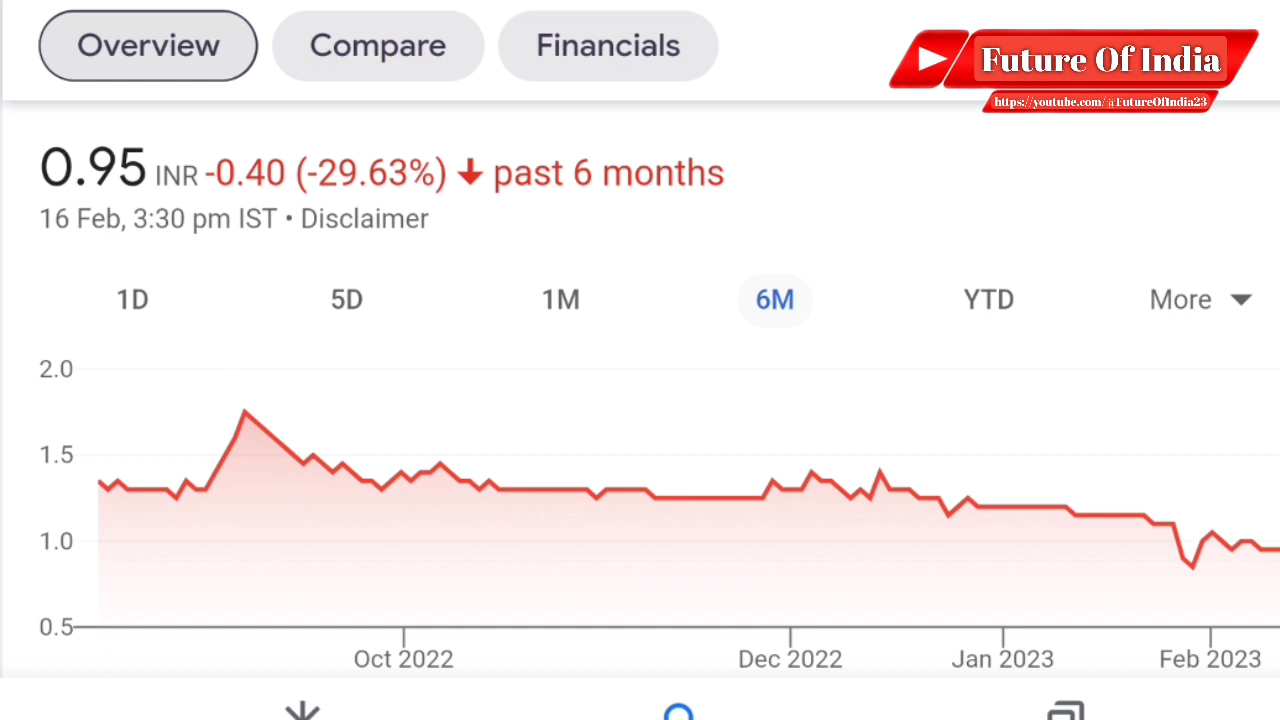 Overview Compare Financials
Future Of India
https://youtube.com/@FutureOfIndia23
0.95 INR -0.40 (-29.63%) ↓ past 6 months
16 Feb, 3:30 pm IST • Disclaimer
1D 5D 1M 6M YTD More
2.0
1.5
1.0
0.5
Oct 2022 Dec 2022 Jan 2023 Feb 2023